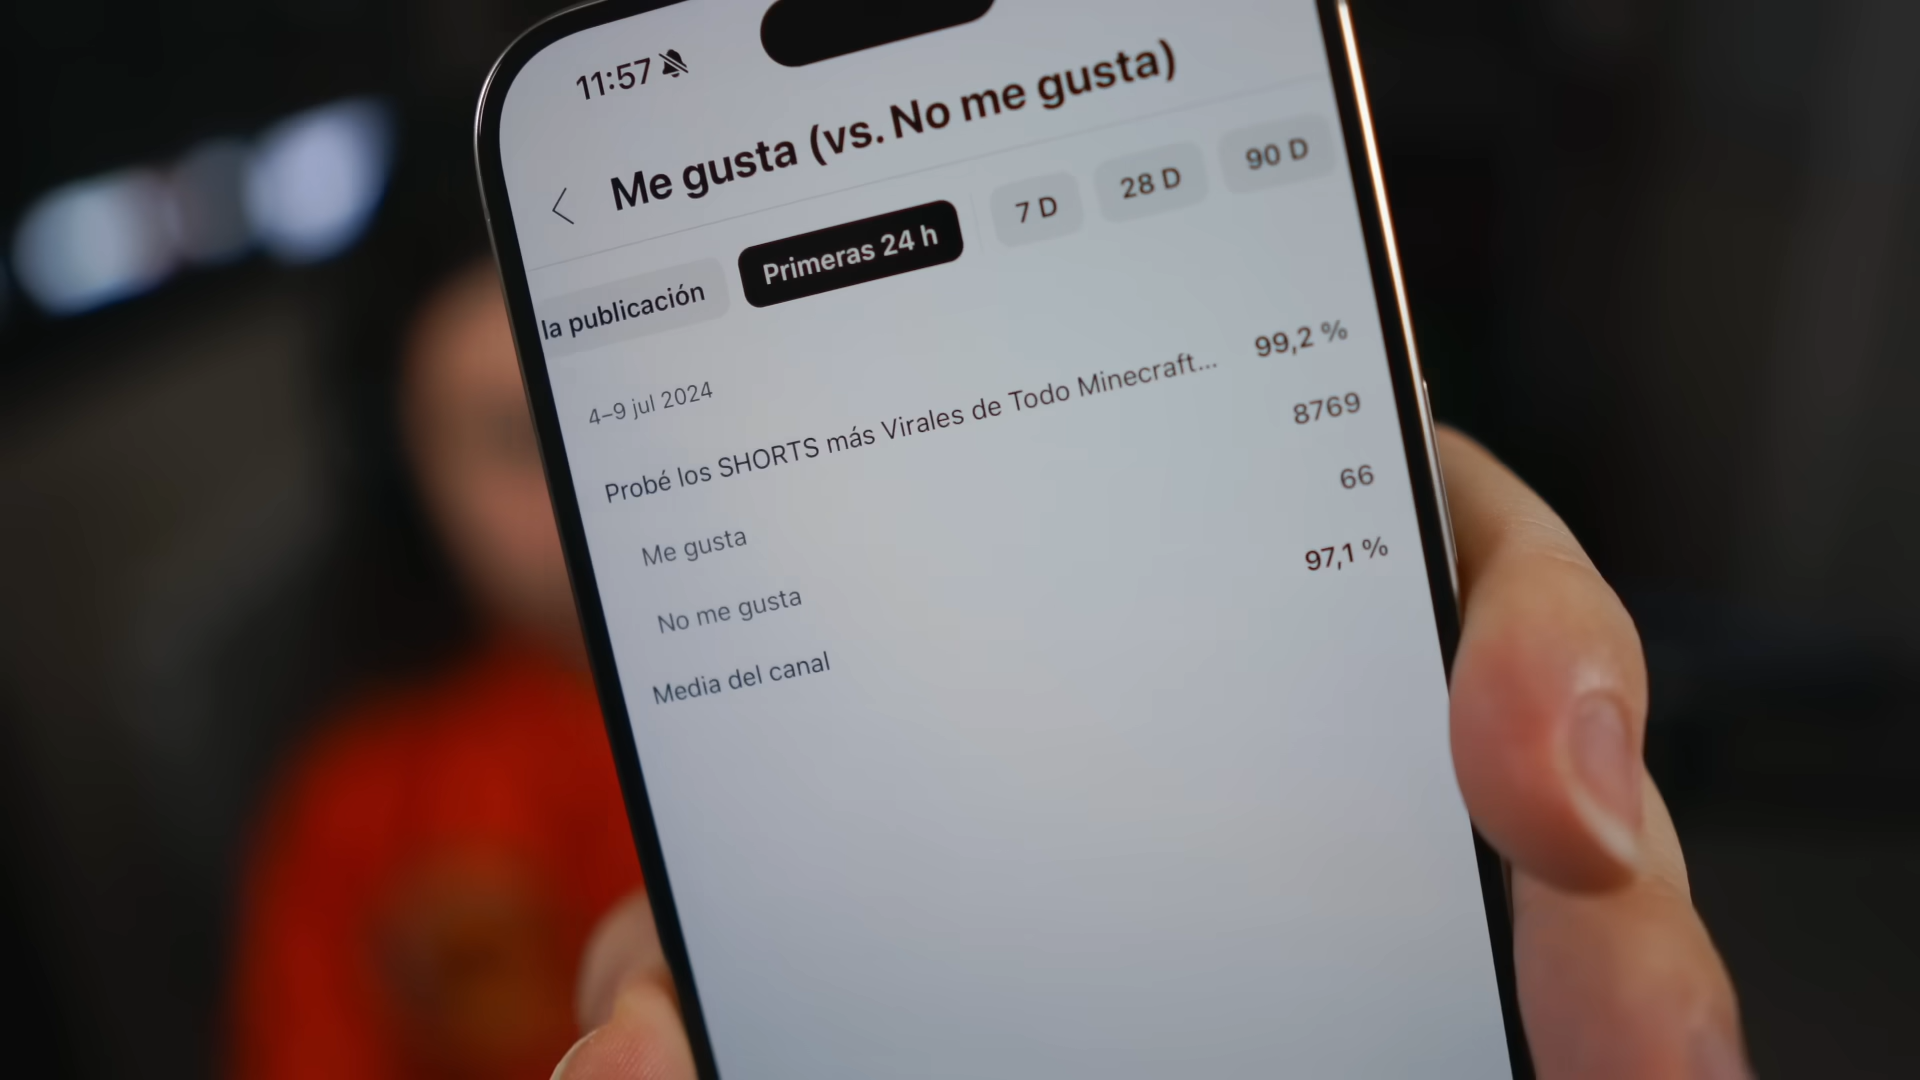 11:57
Me gusta (vs. No me gusta)
la publicación
Primeras 24 h
7 D
28 D
90 D
4–9 jul 2024
Probé los SHORTS más Virales de Todo Minecraft...
99,2 %
Me gusta
8769
No me gusta
66
Media del canal
97,1 %